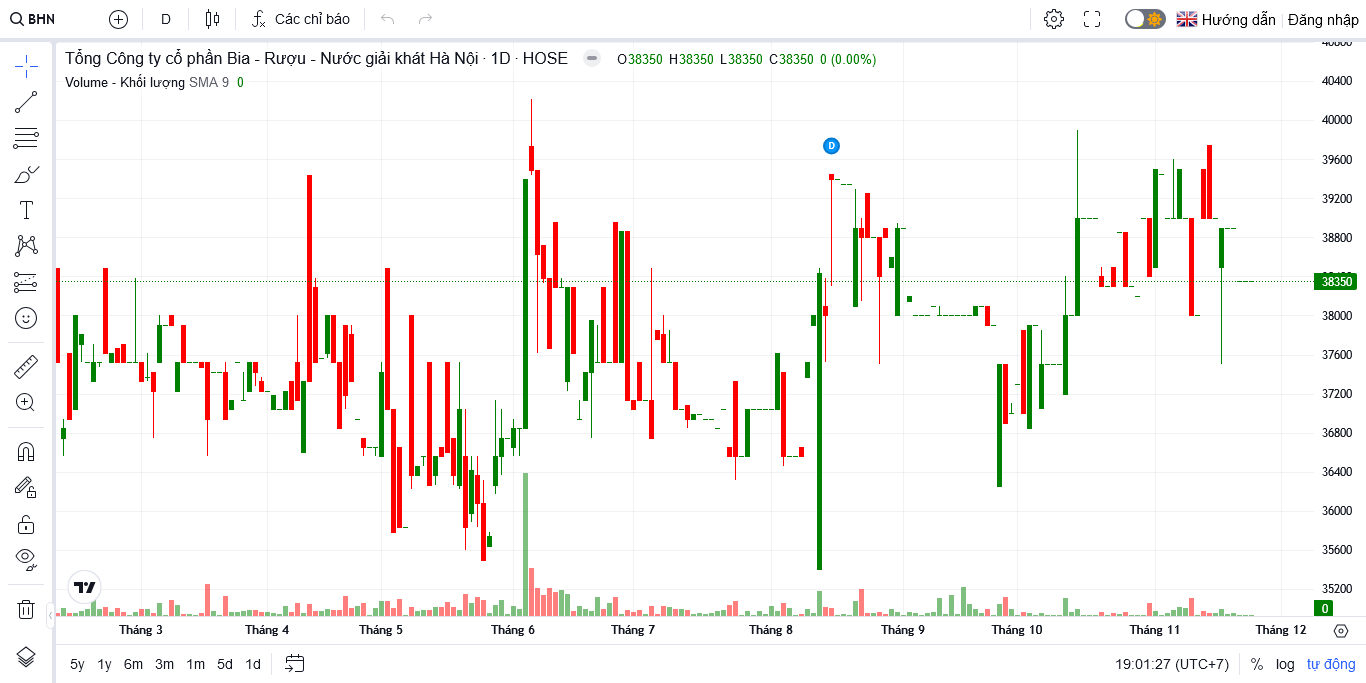 BHN D Các chỉ báo Hướng dẫn Đăng nhập
Tổng Công ty cổ phần Bia - Rượu - Nước giải khát Hà Nội · 1D · HOSE O38350 H38350 L38350 C38350 0 (0.00%)
Volume - Khối lượng SMA 9 0
D
40800
40400
40000
39600
39200
38800
38400
38350
38000
37600
37200
36800
36400
36000
35600
35200
0
Tháng 3 Tháng 4 Tháng 5 Tháng 6 Tháng 7 Tháng 8 Tháng 9 Tháng 10 Tháng 11 Tháng 12
5y 1y 6m 3m 1m 5d 1d 19:01:27 (UTC+7) % log tự động